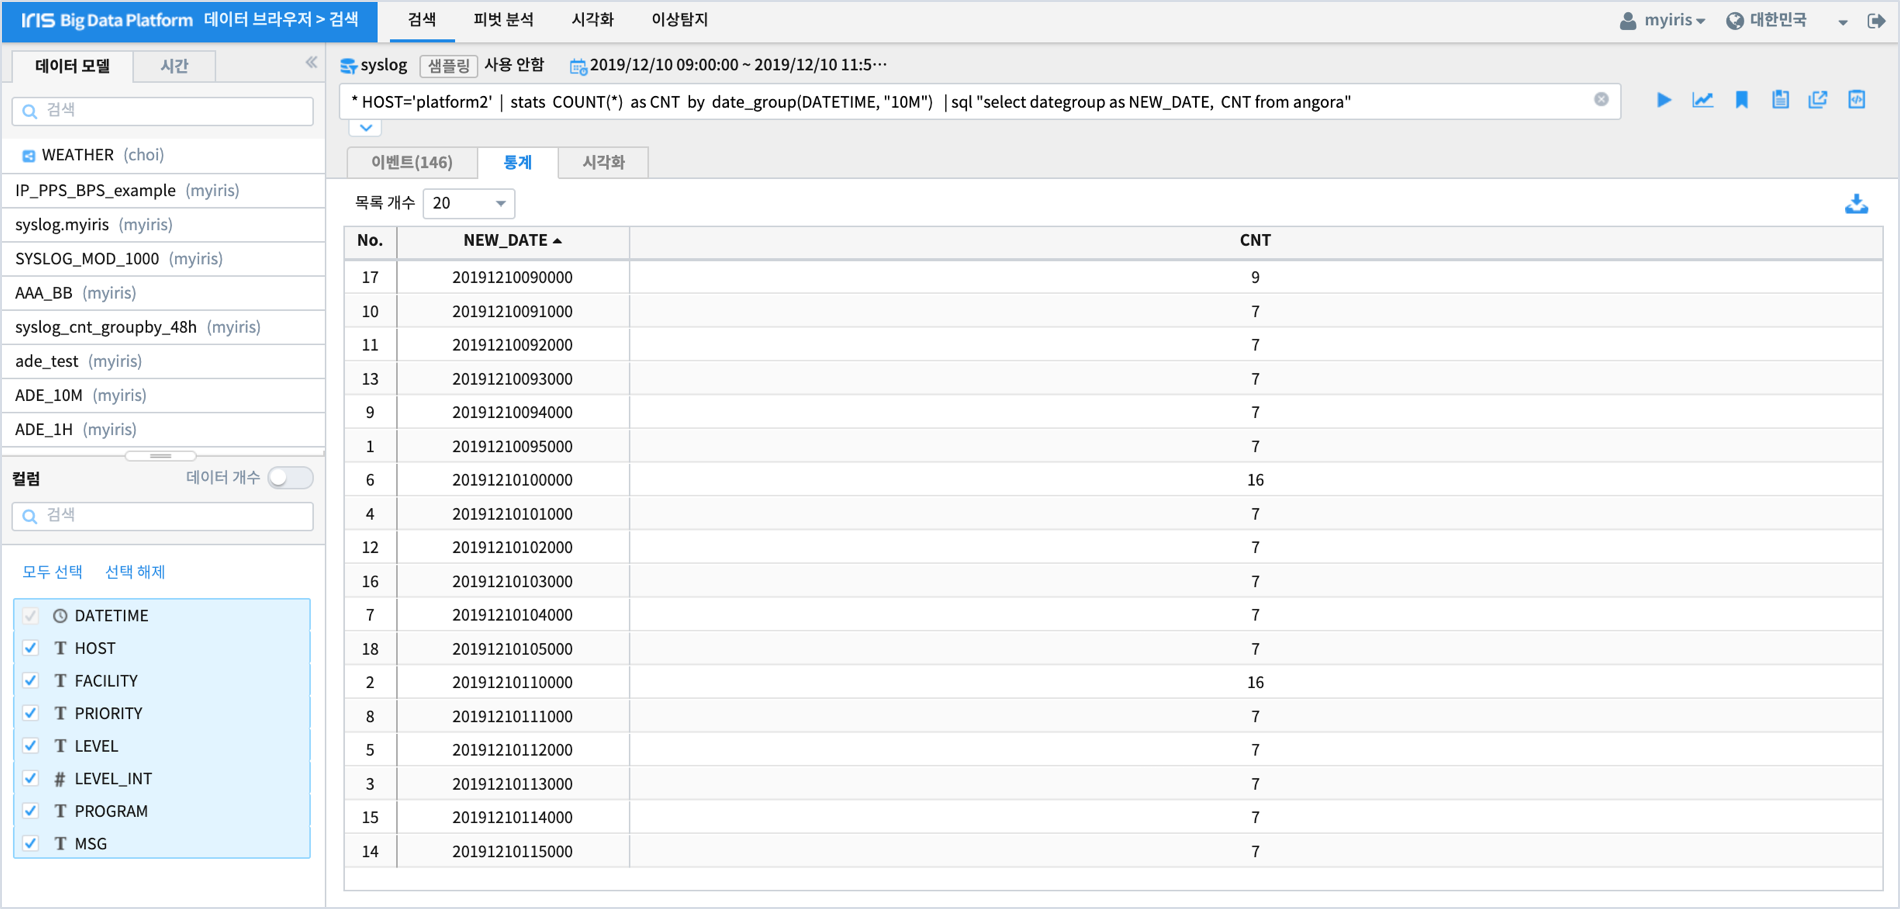 IRIS Big Data Platform 데이터 브라우저 > 검색
검색 피벗 분석 시각화 이상탐지
myiris 대한민국
데이터 모델 시간
syslog 샘플링 사용 안함 2019/12/10 09:00:00 ~ 2019/12/10 11:5···
검색
* HOST='platform2' | stats COUNT(*) as CNT by date_group(DATETIME, "10M") | sql "select dategroup as NEW_DATE, CNT from angora"
WEATHER (choi)
IP_PPS_BPS_example (myiris)
syslog.myiris (myiris)
SYSLOG_MOD_1000 (myiris)
AAA_BB (myiris)
syslog_cnt_groupby_48h (myiris)
ade_test (myiris)
ADE_10M (myiris)
ADE_1H (myiris)
컬럼 데이터 개수
검색
모두 선택 선택 해제
DATETIME
T HOST
T FACILITY
T PRIORITY
T LEVEL
# LEVEL_INT
T PROGRAM
T MSG
이벤트(146) 통계 시각화
목록 개수 20
No. NEW_DATE CNT
17 20191210090000 9
10 20191210091000 7
11 20191210092000 7
13 20191210093000 7
9 20191210094000 7
1 20191210095000 7
6 20191210100000 16
4 20191210101000 7
12 20191210102000 7
16 20191210103000 7
7 20191210104000 7
18 20191210105000 7
2 20191210110000 16
8 20191210111000 7
5 20191210112000 7
3 20191210113000 7
15 20191210114000 7
14 20191210115000 7